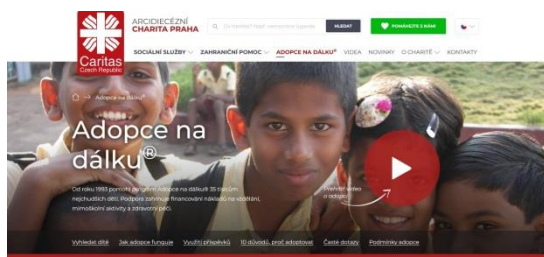 ARCIDIECÉZNÍ
CHARITA PRAHA
HLEDAT
POMÁHEJTE S NÁMI
Caritas
Czech Republic
SOCIÁLNÍ SLUŽBY
ZAHRANIČNÍ POMOC
ADOPCE NA DÁLKU®
VIDEA
NOVINKY
O CHARITĚ
KONTAKTY
Adopce na dálku®
Adopce na
dálku®
Od roku 1993 pomohl program Adopce na dálku® 35 tisícům
nejchudších dětí. Podpora zahrnuje financování nákladů na vzdělání,
mimoškolní aktivity a zdravotní péči.
Přehrát video
o adopci
Vyhledat dítě
Jak adopce funguje
Využití příspěvků
10 důvodů, proč adoptovat
Časté dotazy
Podmínky adopce